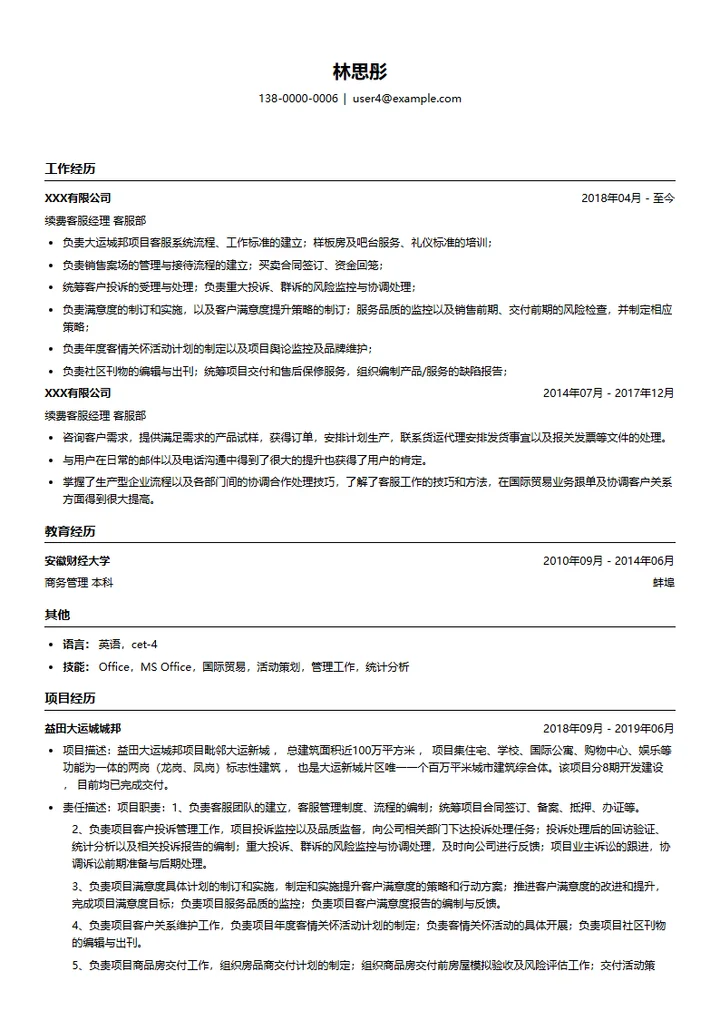 林思彤
138-0000-0006 | user4@example.com
工作经历
XXX有限公司 2018年04月 - 至今
续费客服经理 客服部
• 负责大运城邦项目客服系统流程、工作标准的建立；样板房及吧台服务、礼仪标准的培训；
• 负责销售案场的管理与接待流程的建立；买卖合同签订、资金回笼；
• 统筹客户投诉的受理与处理；负责重大投诉、群诉的风险监控与协调处理；
• 负责满意度的制订和实施，以及客户满意度提升策略的制订；服务品质的监控以及销售前期、交付前期的风险检查，并制定相应
策略；
• 负责年度客情关怀活动计划的制定以及项目舆论监控及品牌维护；
• 负责社区刊物的编辑与出刊；统筹项目交付和售后保修服务，组织编制产品/服务的缺陷报告；
XXX有限公司 2014年07月 - 2017年12月
续费客服经理 客服部
• 咨询客户需求，提供满足需求的产品试样，获得订单，安排计划生产，联系货运代理安排发货事宜以及报关发票等文件的处理。
• 与用户在日常的邮件以及电话沟通中得到了很大的提升也获得了用户的肯定。
• 掌握了生产型企业流程以及各部门间的协调合作处理技巧，了解了客服工作的技巧和方法，在国际贸易业务跟单及协调客户关系
方面得到很大提高。
教育经历
安徽财经大学 2010年09月 - 2014年06月
商务管理 本科 蚌埠
其他
• 语言： 英语，cet-4
• 技能： Office，MS Office，国际贸易，活动策划，管理工作，统计分析
项目经历
益田大运城城邦 2018年09月 - 2019年06月
• 项目描述：益田大运城邦项目毗邻大运新城 ， 总建筑面积近100万平方米 ， 项目集住宅、学校、国际公寓、购物中心、娱乐等
功能为一体的两岗（龙岗、凤岗）标志性建筑 ， 也是大运新城片区唯一一个百万平米城市建筑综合体。该项目分8期开发建设
， 目前均已完成交付。
• 责任描述：项目职责：1、负责客服团队的建立，客服管理制度、流程的编制；统筹项目合同签订、备案、抵押、办证等。
2、负责项目客户投诉管理工作，项目投诉监控以及品质监督，向公司相关部门下达投诉处理任务；投诉处理后的回访验证、
统计分析以及相关投诉报告的编制；重大投诉、群诉的风险监控与协调处理，及时向公司进行反馈；项目业主诉讼的跟进，协
调诉讼前期准备与后期处理。
3、负责项目满意度具体计划的制订和实施，制定和实施提升客户满意度的策略和行动方案；推进客户满意度的改进和提升，
完成项目满意度目标；负责项目服务品质的监控；负责项目客户满意度报告的编制与反馈。
4、负责项目客户关系维护工作，负责项目年度客情关怀活动计划的制定；负责客情关怀活动的具体开展；负责项目社区刊物
的编辑与出刊。
5、负责项目商品房交付工作，组织房品商交付计划的制定；组织商品房交付前房屋模拟验收及风险评估工作；交付活动策